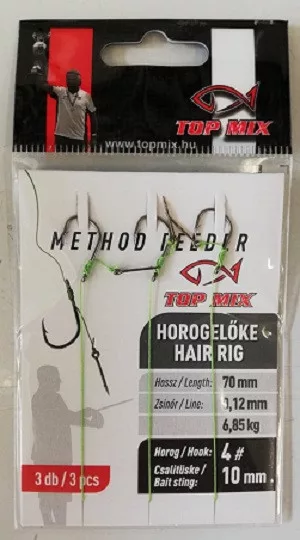 TOP MIX
www.topmix.hu
METHOD FEEDER
TOP MIX
HOROGELŐKE
HAIR RIG
Hossz / Length: 70 mm
Zsinór / Line: 0,12 mm
6,85 kg
Horog / Hook: 4#
Csalitüske / Bait sting: 10 mm
3 db / 3 pcs